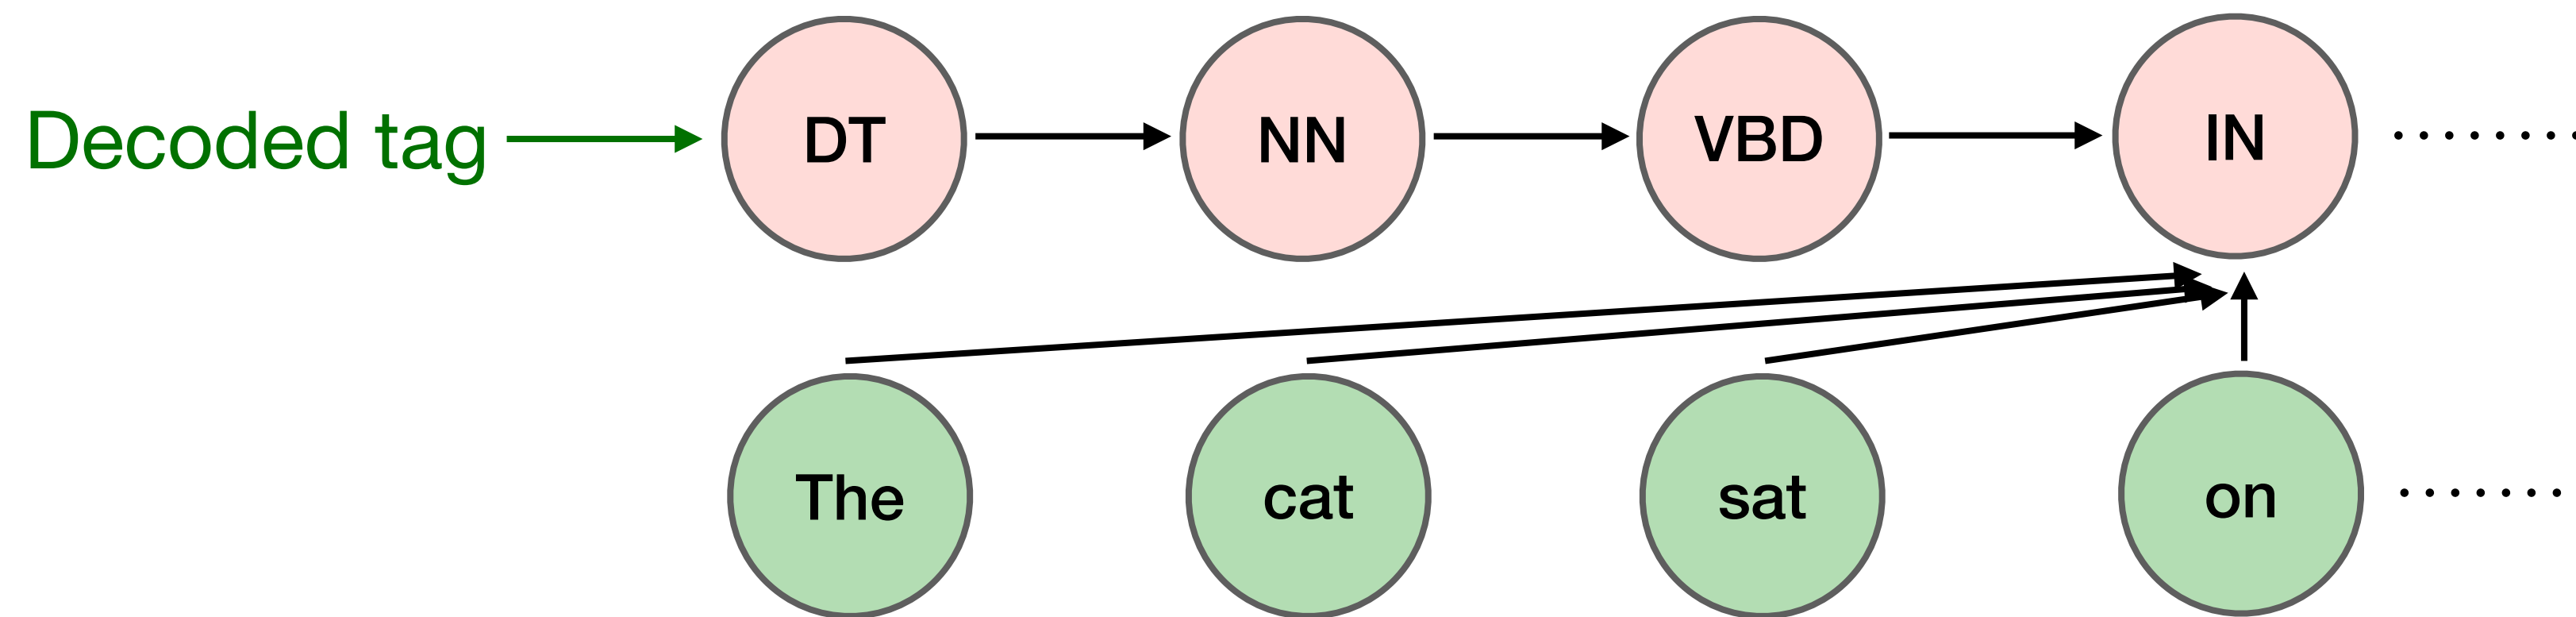 Decoded tag DT NN VBD IN
The cat sat on